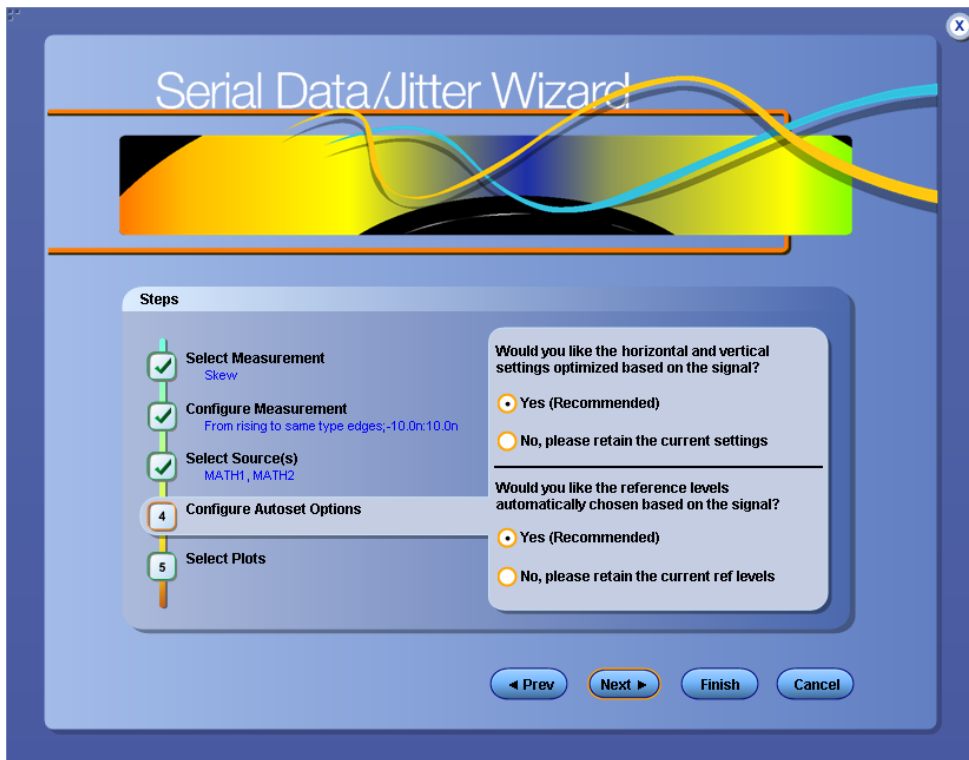 X
Serial Data/Jitter Wizard
Steps
Select Measurement
Skew
Configure Measurement
From rising to same type edges;-10.0n:10.0n
Select Source(s)
MATH1, MATH2
4 Configure Autoset Options
5 Select Plots
Would you like the horizontal and vertical
settings optimized based on the signal?
Yes (Recommended)
No, please retain the current settings
Would you like the reference levels
automatically chosen based on the signal?
Yes (Recommended)
No, please retain the current ref levels
◄ Prev Next ► Finish Cancel